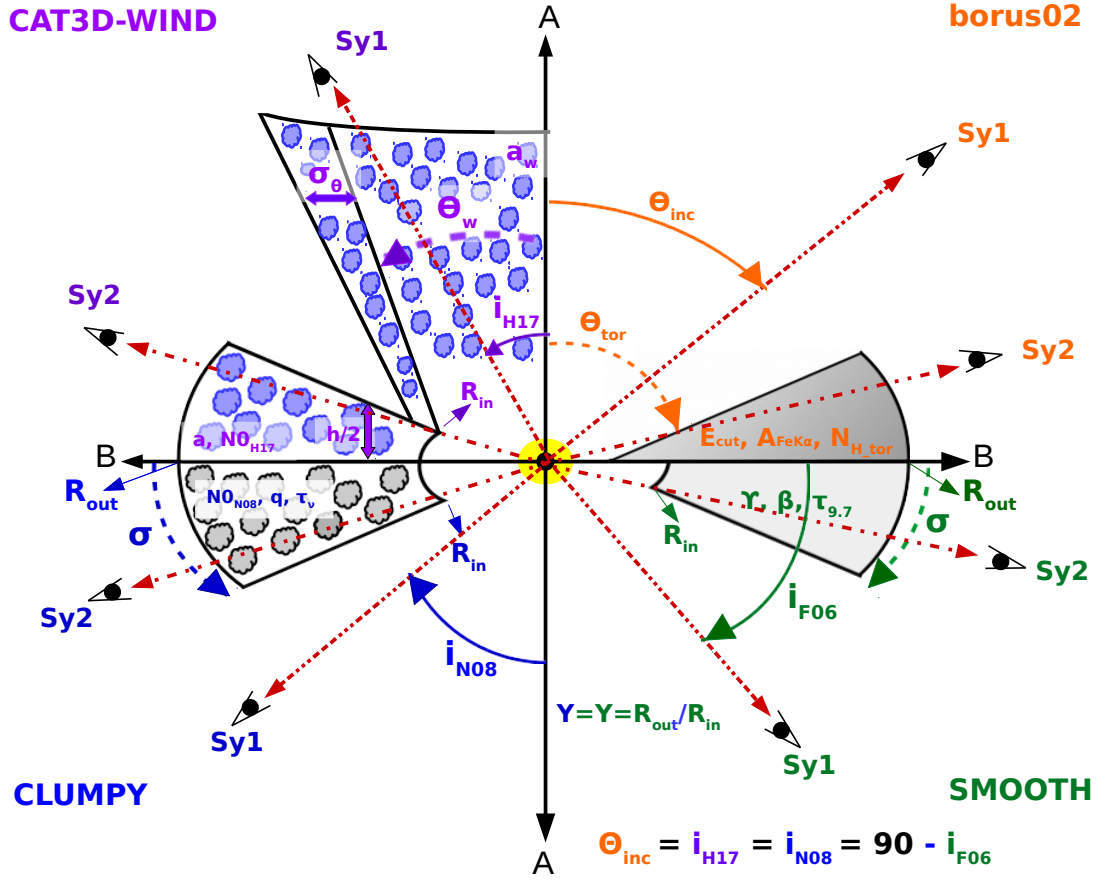 CAT3D-WIND
A
borus02
Sy1
Sy1
σθ
a_w
Θ_w
Θ_inc
Sy2
i_H17
Θ_tor
Sy2
R_in
a, N0_H17
h/2
E_cut, A_FeKα, N_H_tor
B
B
R_out
N0_N08, q, τ_ν
ϒ, β, τ_9.7
R_out
σ
R_in
R_in
σ
Sy2
Sy2
i_F06
i_N08
Sy1
Y=Y=R_out/R_in
Sy1
CLUMPY
SMOOTH
A
Θ_inc = i_H17 = i_N08 = 90 - i_F06